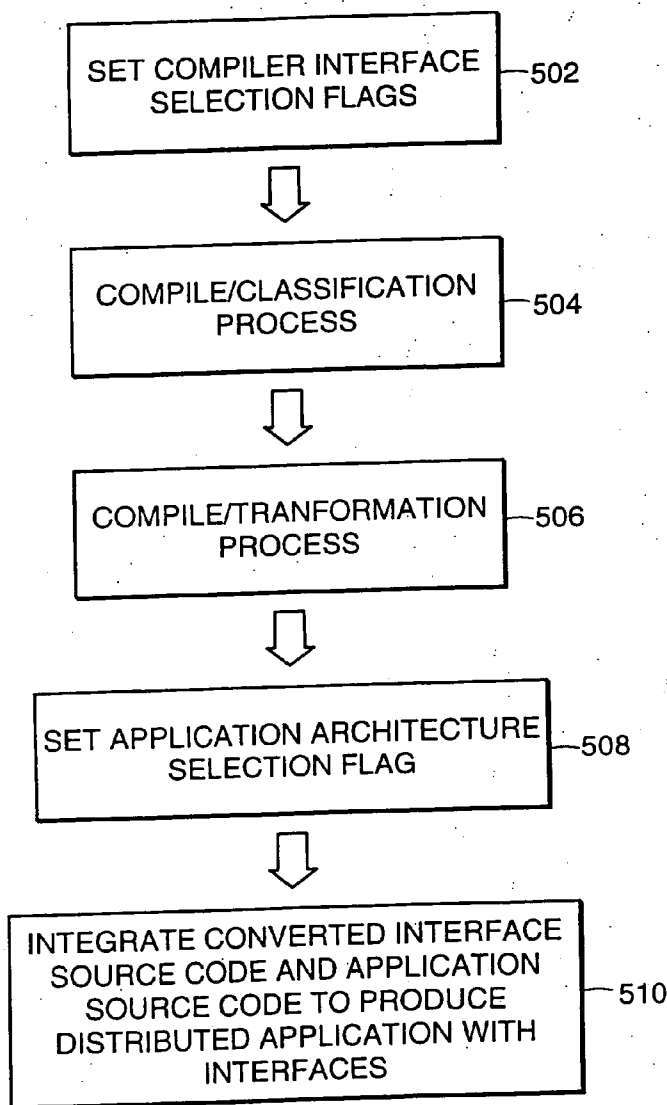 SET COMPILER INTERFACE
SELECTION FLAGS
502
COMPILE/CLASSIFICATION
PROCESS
504
COMPILE/TRANFORMATION
PROCESS
506
SET APPLICATION ARCHITECTURE
SELECTION FLAG
508
INTEGRATE CONVERTED INTERFACE
SOURCE CODE AND APPLICATION
SOURCE CODE TO PRODUCE
DISTRIBUTED APPLICATION WITH
INTERFACES
510